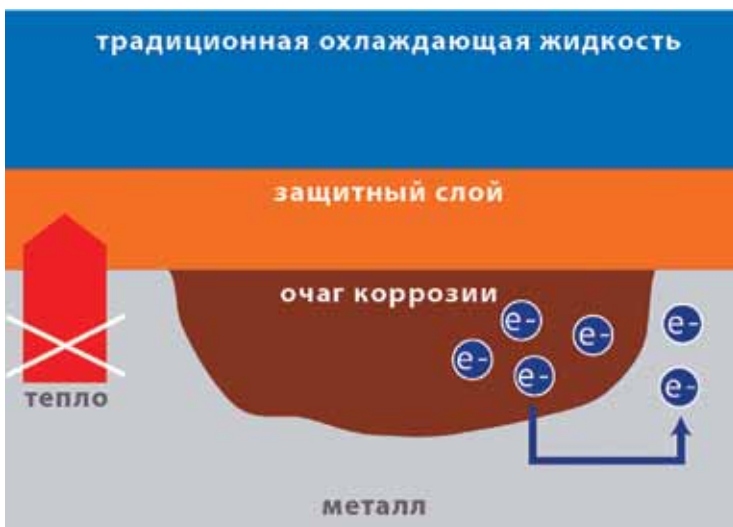 традиционная охлаждающая жидкость
защитный слой
очаг коррозии
e-
e-
e-
e-
e-
e-
тепло
металл